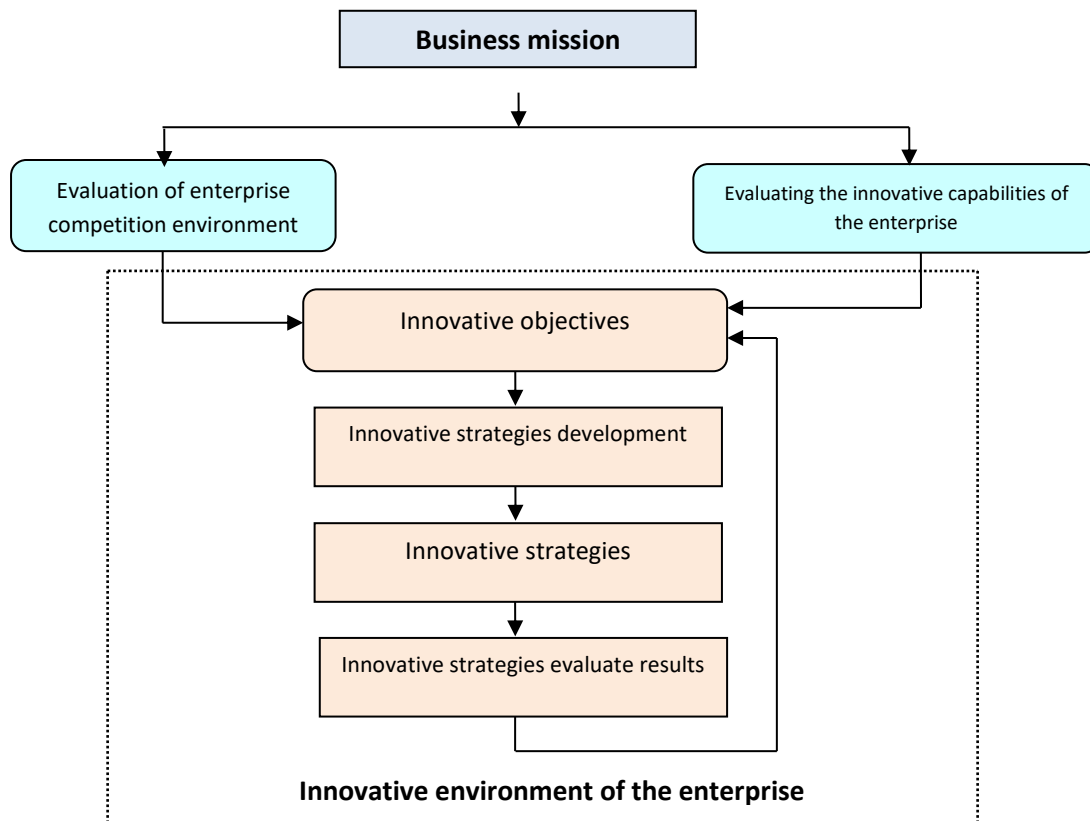 Business mission
Evaluation of enterprise
competition environment
Evaluating the innovative capabilities of
the enterprise
Innovative objectives
Innovative strategies development
Innovative strategies
Innovative strategies evaluate results
Innovative environment of the enterprise